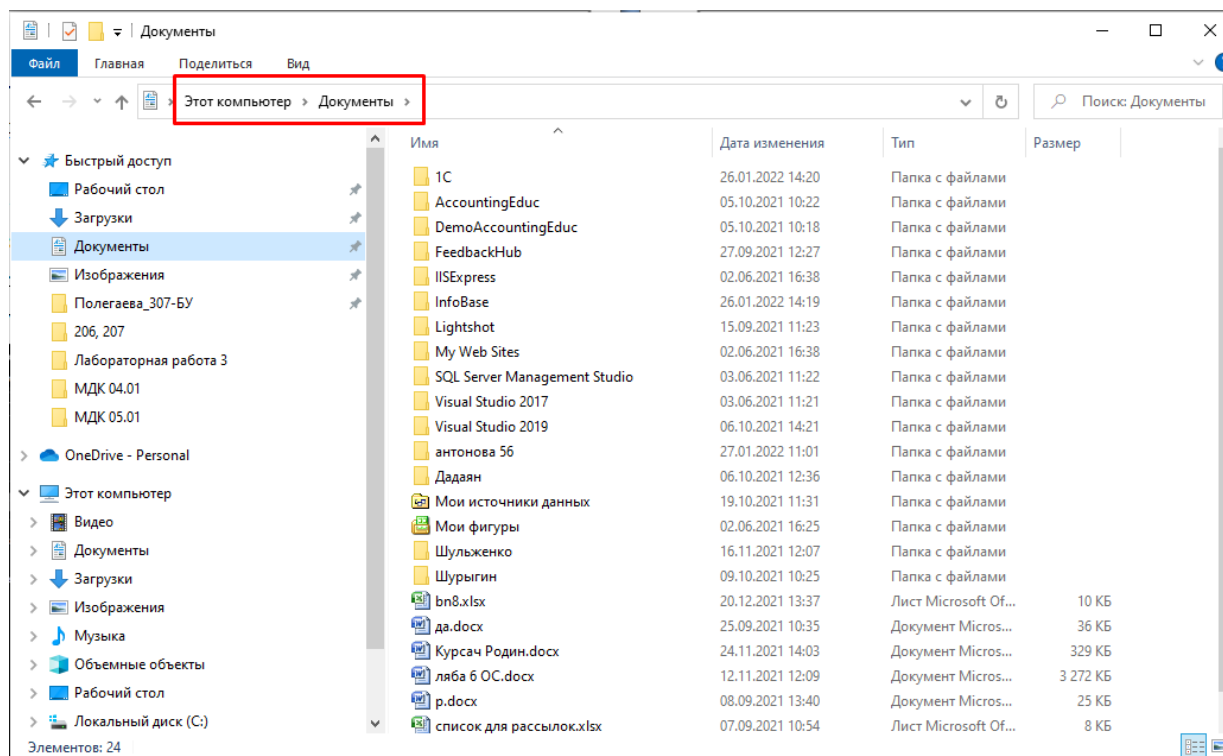 Документы
Файл Главная Поделиться Вид
Этот компьютер › Документы › Поиск: Документы
Имя Дата изменения Тип Размер
Быстрый доступ
Рабочий стол
Загрузки
Документы
Изображения
Полегаева_307-БУ
206, 207
Лабораторная работа 3
МДК 04.01
МДК 05.01
OneDrive - Personal
Этот компьютер
Видео
Документы
Загрузки
Изображения
Музыка
Объемные объекты
Рабочий стол
Локальный диск (C:)
1C 26.01.2022 14:20 Папка с файлами
AccountingEduc 05.10.2021 10:22 Папка с файлами
DemoAccountingEduc 05.10.2021 10:18 Папка с файлами
FeedbackHub 27.09.2021 12:27 Папка с файлами
IISExpress 02.06.2021 16:38 Папка с файлами
InfoBase 26.01.2022 14:19 Папка с файлами
Lightshot 15.09.2021 11:23 Папка с файлами
My Web Sites 02.06.2021 16:38 Папка с файлами
SQL Server Management Studio 03.06.2021 11:22 Папка с файлами
Visual Studio 2017 03.06.2021 11:21 Папка с файлами
Visual Studio 2019 06.10.2021 14:21 Папка с файлами
антонова 56 27.01.2022 11:01 Папка с файлами
Дадаян 06.10.2021 12:36 Папка с файлами
Мои источники данных 19.10.2021 11:31 Папка с файлами
Мои фигуры 02.06.2021 16:25 Папка с файлами
Шульженко 16.11.2021 12:07 Папка с файлами
Шурыгин 09.10.2021 10:25 Папка с файлами
bn8.xlsx 20.12.2021 13:37 Лист Microsoft Of... 10 КБ
да.docx 25.09.2021 10:35 Документ Micros... 36 КБ
Курсач Родин.docx 24.11.2021 14:03 Документ Micros... 329 КБ
ляба 6 ОС.docx 12.11.2021 12:09 Документ Micros... 3 272 КБ
р.docx 08.09.2021 13:40 Документ Micros... 25 КБ
список для рассылок.xlsx 07.09.2021 10:54 Лист Microsoft Of... 8 КБ
Элементов: 24